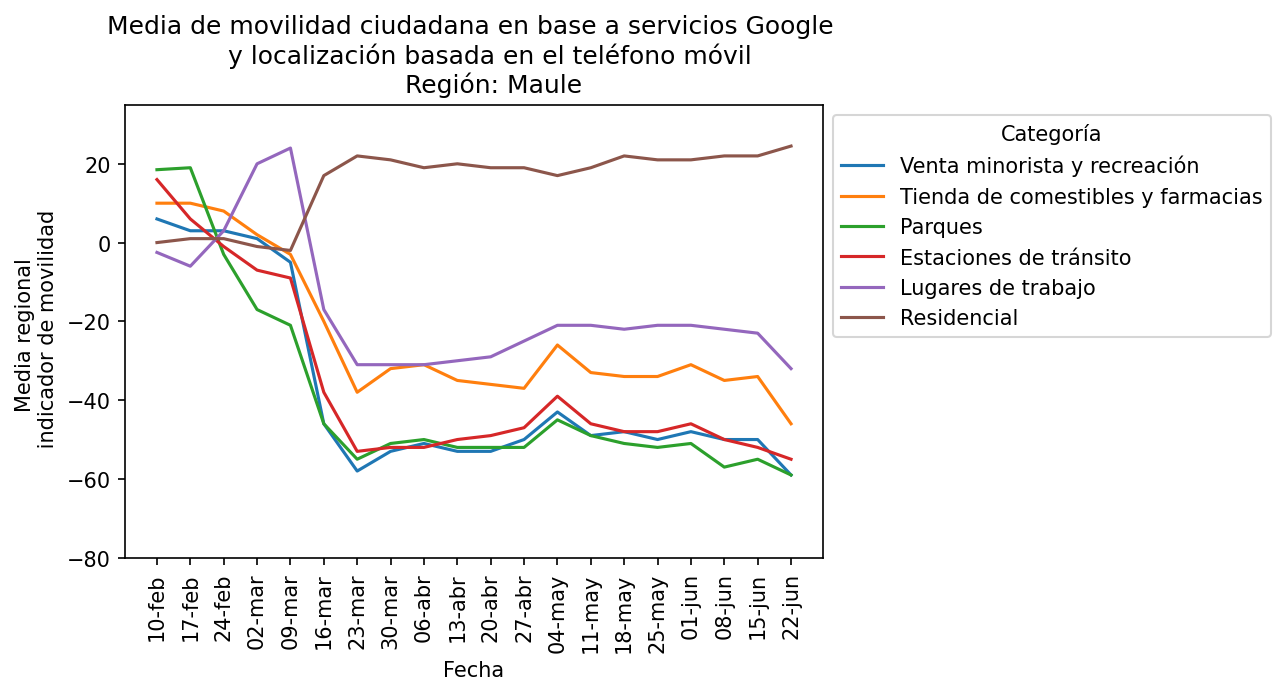 Media de movilidad ciudadana en base a servicios Google
y localización basada en el teléfono móvil
Región: Maule
Media regional
indicador de movilidad
20
0
−20
−40
−60
−80
10-feb
17-feb
24-feb
02-mar
09-mar
16-mar
23-mar
30-mar
06-abr
13-abr
20-abr
27-abr
04-may
11-may
18-may
25-may
01-jun
08-jun
15-jun
22-jun
Fecha
Categoría
Venta minorista y recreación
Tienda de comestibles y farmacias
Parques
Estaciones de tránsito
Lugares de trabajo
Residencial